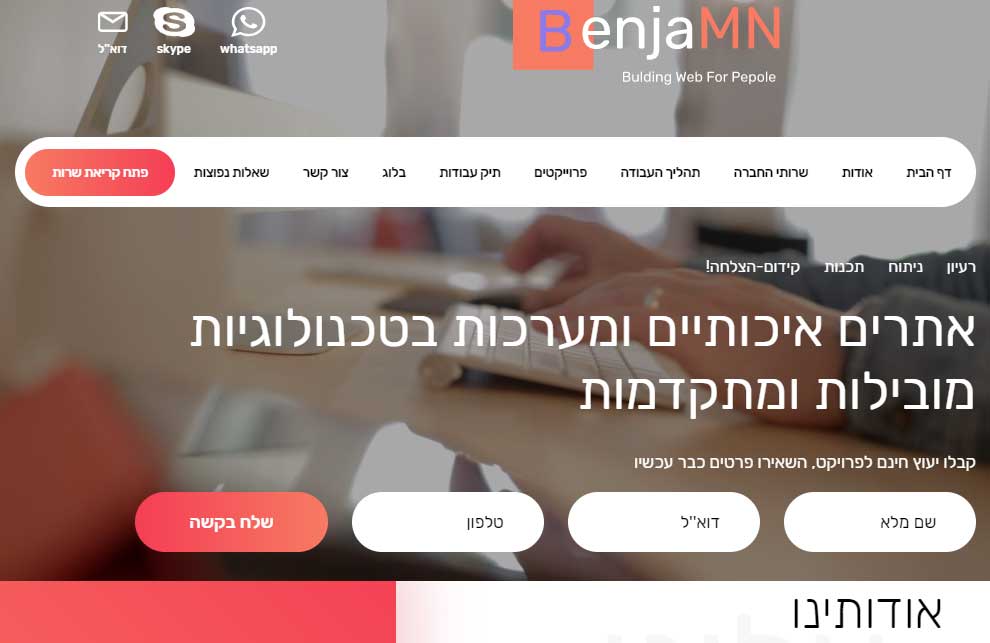 BenjaMN
Bulding Web For Pepole
whatsapp
skype
דוא"ל
דף הבית
אודות
שרותי החברה
תהליך העבודה
פרוייקטים
תיק עבודות
בלוג
צור קשר
שאלות נפוצות
פתח קריאת שרות
רעיון ניתוח תכנות קידום-הצלחה!
אתרים איכותיים ומערכות בטכנולוגיות
מובילות ומתקדמות
קבלו יעוץ חינם לפרויקט, השאירו פרטים כבר עכשיו
שם מלא
דוא''ל
טלפון
שלח בקשה
אודותינו